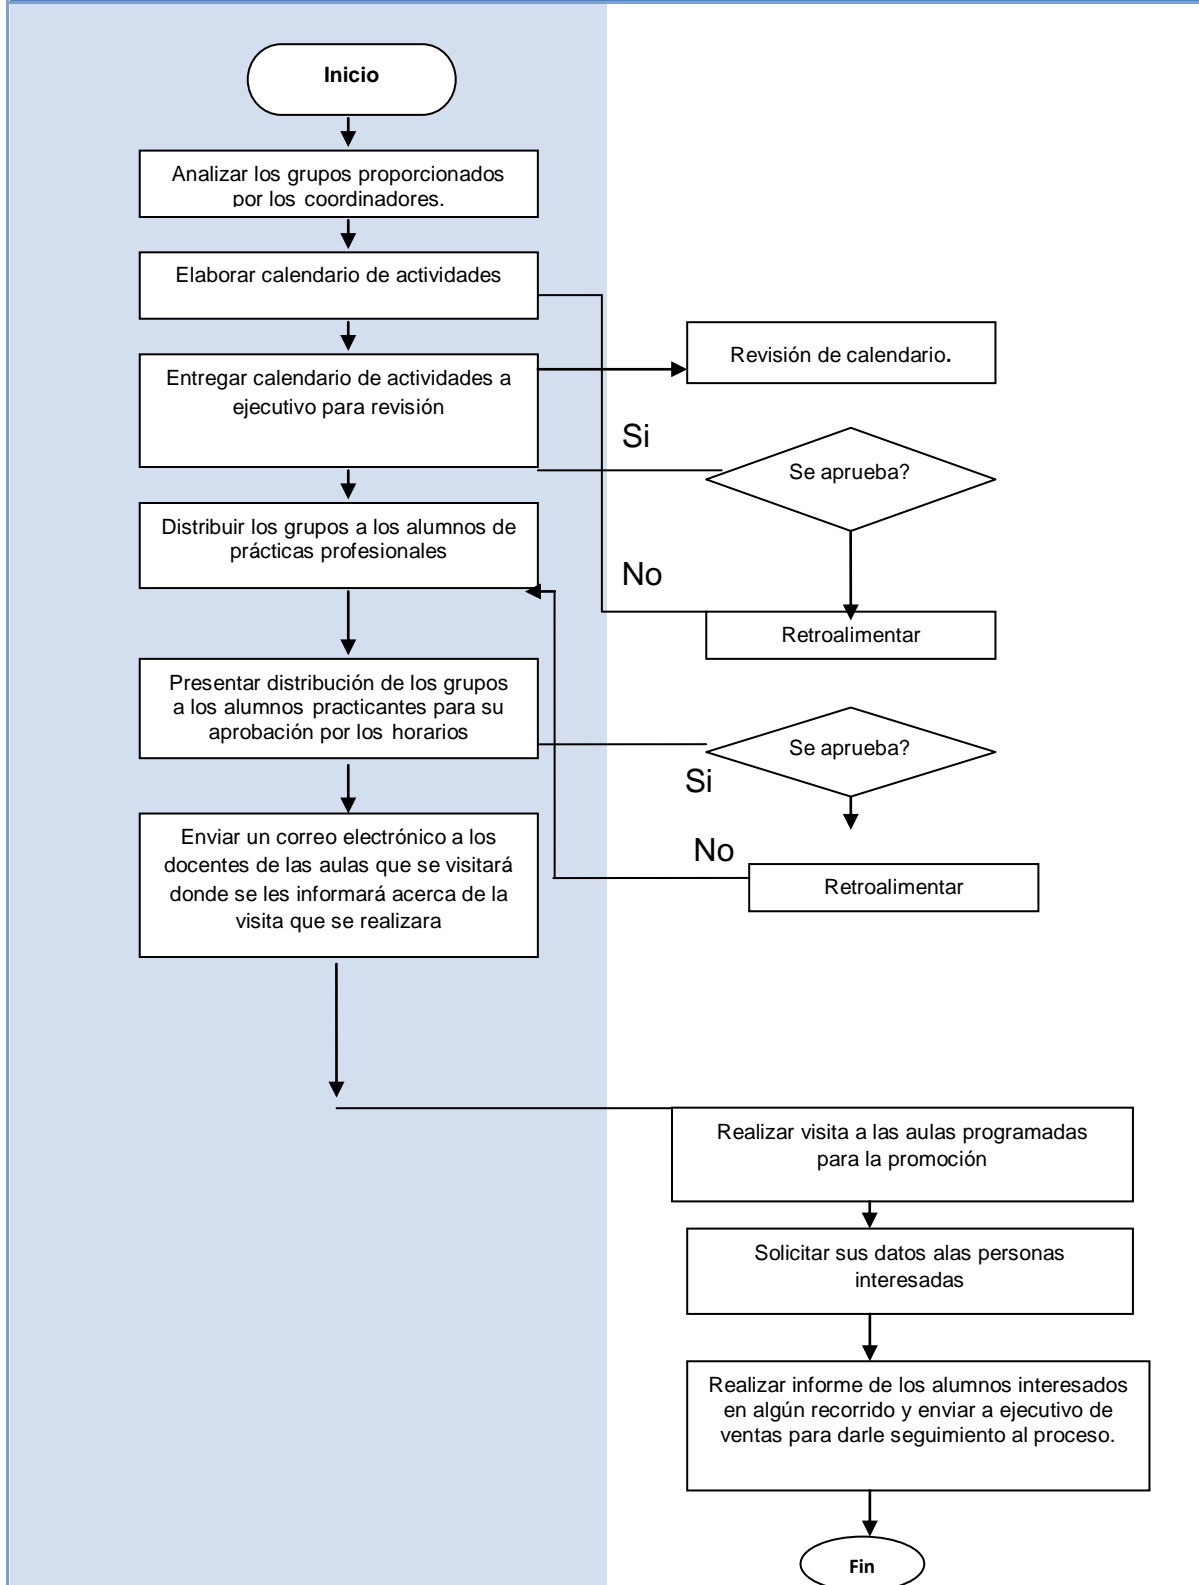 Inicio
Analizar los grupos proporcionados
por los coordinadores.
Elaborar calendario de actividades
Entregar calendario de actividades a
ejecutivo para revisión
Revisión de calendario.
Si
Se aprueba?
Distribuir los grupos a los alumnos de
prácticas profesionales
No
Retroalimentar
Presentar distribución de los grupos
a los alumnos practicantes para su
aprobación por los horarios
Se aprueba?
Si
Enviar un correo electrónico a los
docentes de las aulas que se visitará
donde se les informará acerca de la
visita que se realizara
No
Retroalimentar
Realizar visita a las aulas programadas
para la promoción
Solicitar sus datos alas personas
interesadas
Realizar informe de los alumnos interesados
en algún recorrido y enviar a ejecutivo de
ventas para darle seguimiento al proceso.
Fin